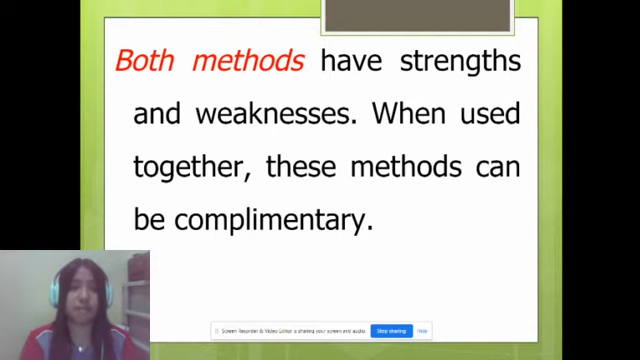 Both methods have strengths
and weaknesses. When used
together, these methods can
be complimentary.
Screen Recorder & Video Editor is sharing your screen and audio. Stop sharing Hide